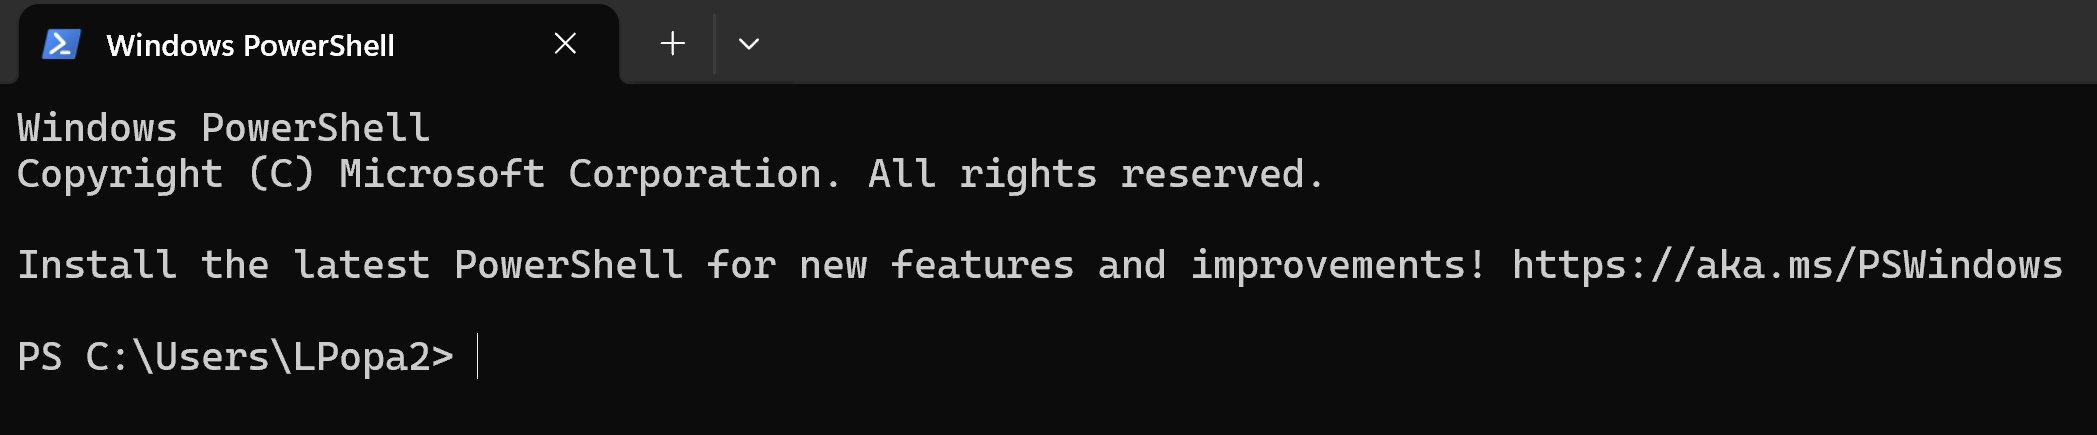 Windows PowerShell
Windows PowerShell
Copyright (C) Microsoft Corporation. All rights reserved.
Install the latest PowerShell for new features and improvements! https://aka.ms/PSWindows
PS C:\Users\LPopa2>